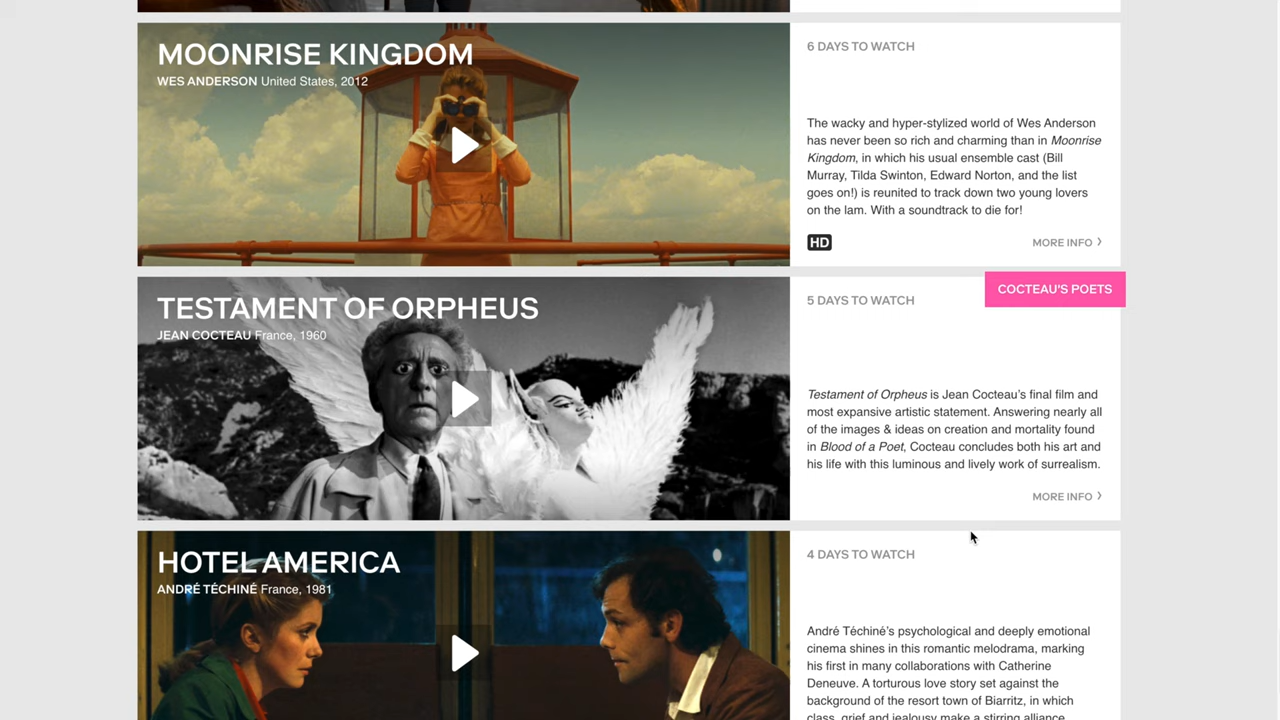 MOONRISE KINGDOM
WES ANDERSON United States, 2012
6 DAYS TO WATCH
The wacky and hyper-stylized world of Wes Anderson
has never been so rich and charming than in Moonrise
Kingdom, in which his usual ensemble cast (Bill
Murray, Tilda Swinton, Edward Norton, and the list
goes on!) is reunited to track down two young lovers
on the lam. With a soundtrack to die for!
HD
MORE INFO
TESTAMENT OF ORPHEUS
JEAN COCTEAU France, 1960
5 DAYS TO WATCH
COCTEAU'S POETS
Testament of Orpheus is Jean Cocteau's final film and
most expansive artistic statement. Answering nearly all
of the images & ideas on creation and mortality found
in Blood of a Poet, Cocteau concludes both his art and
his life with this luminous and lively work of surrealism.
MORE INFO
HOTEL AMERICA
ANDRÉ TÉCHINÉ France, 1981
4 DAYS TO WATCH
André Téchiné's psychological and deeply emotional
cinema shines in this romantic melodrama, marking
his first in many collaborations with Catherine
Deneuve. A torturous love story set against the
background of the resort town of Biarritz, in which
class, grief and jealousy make a stirring alliance